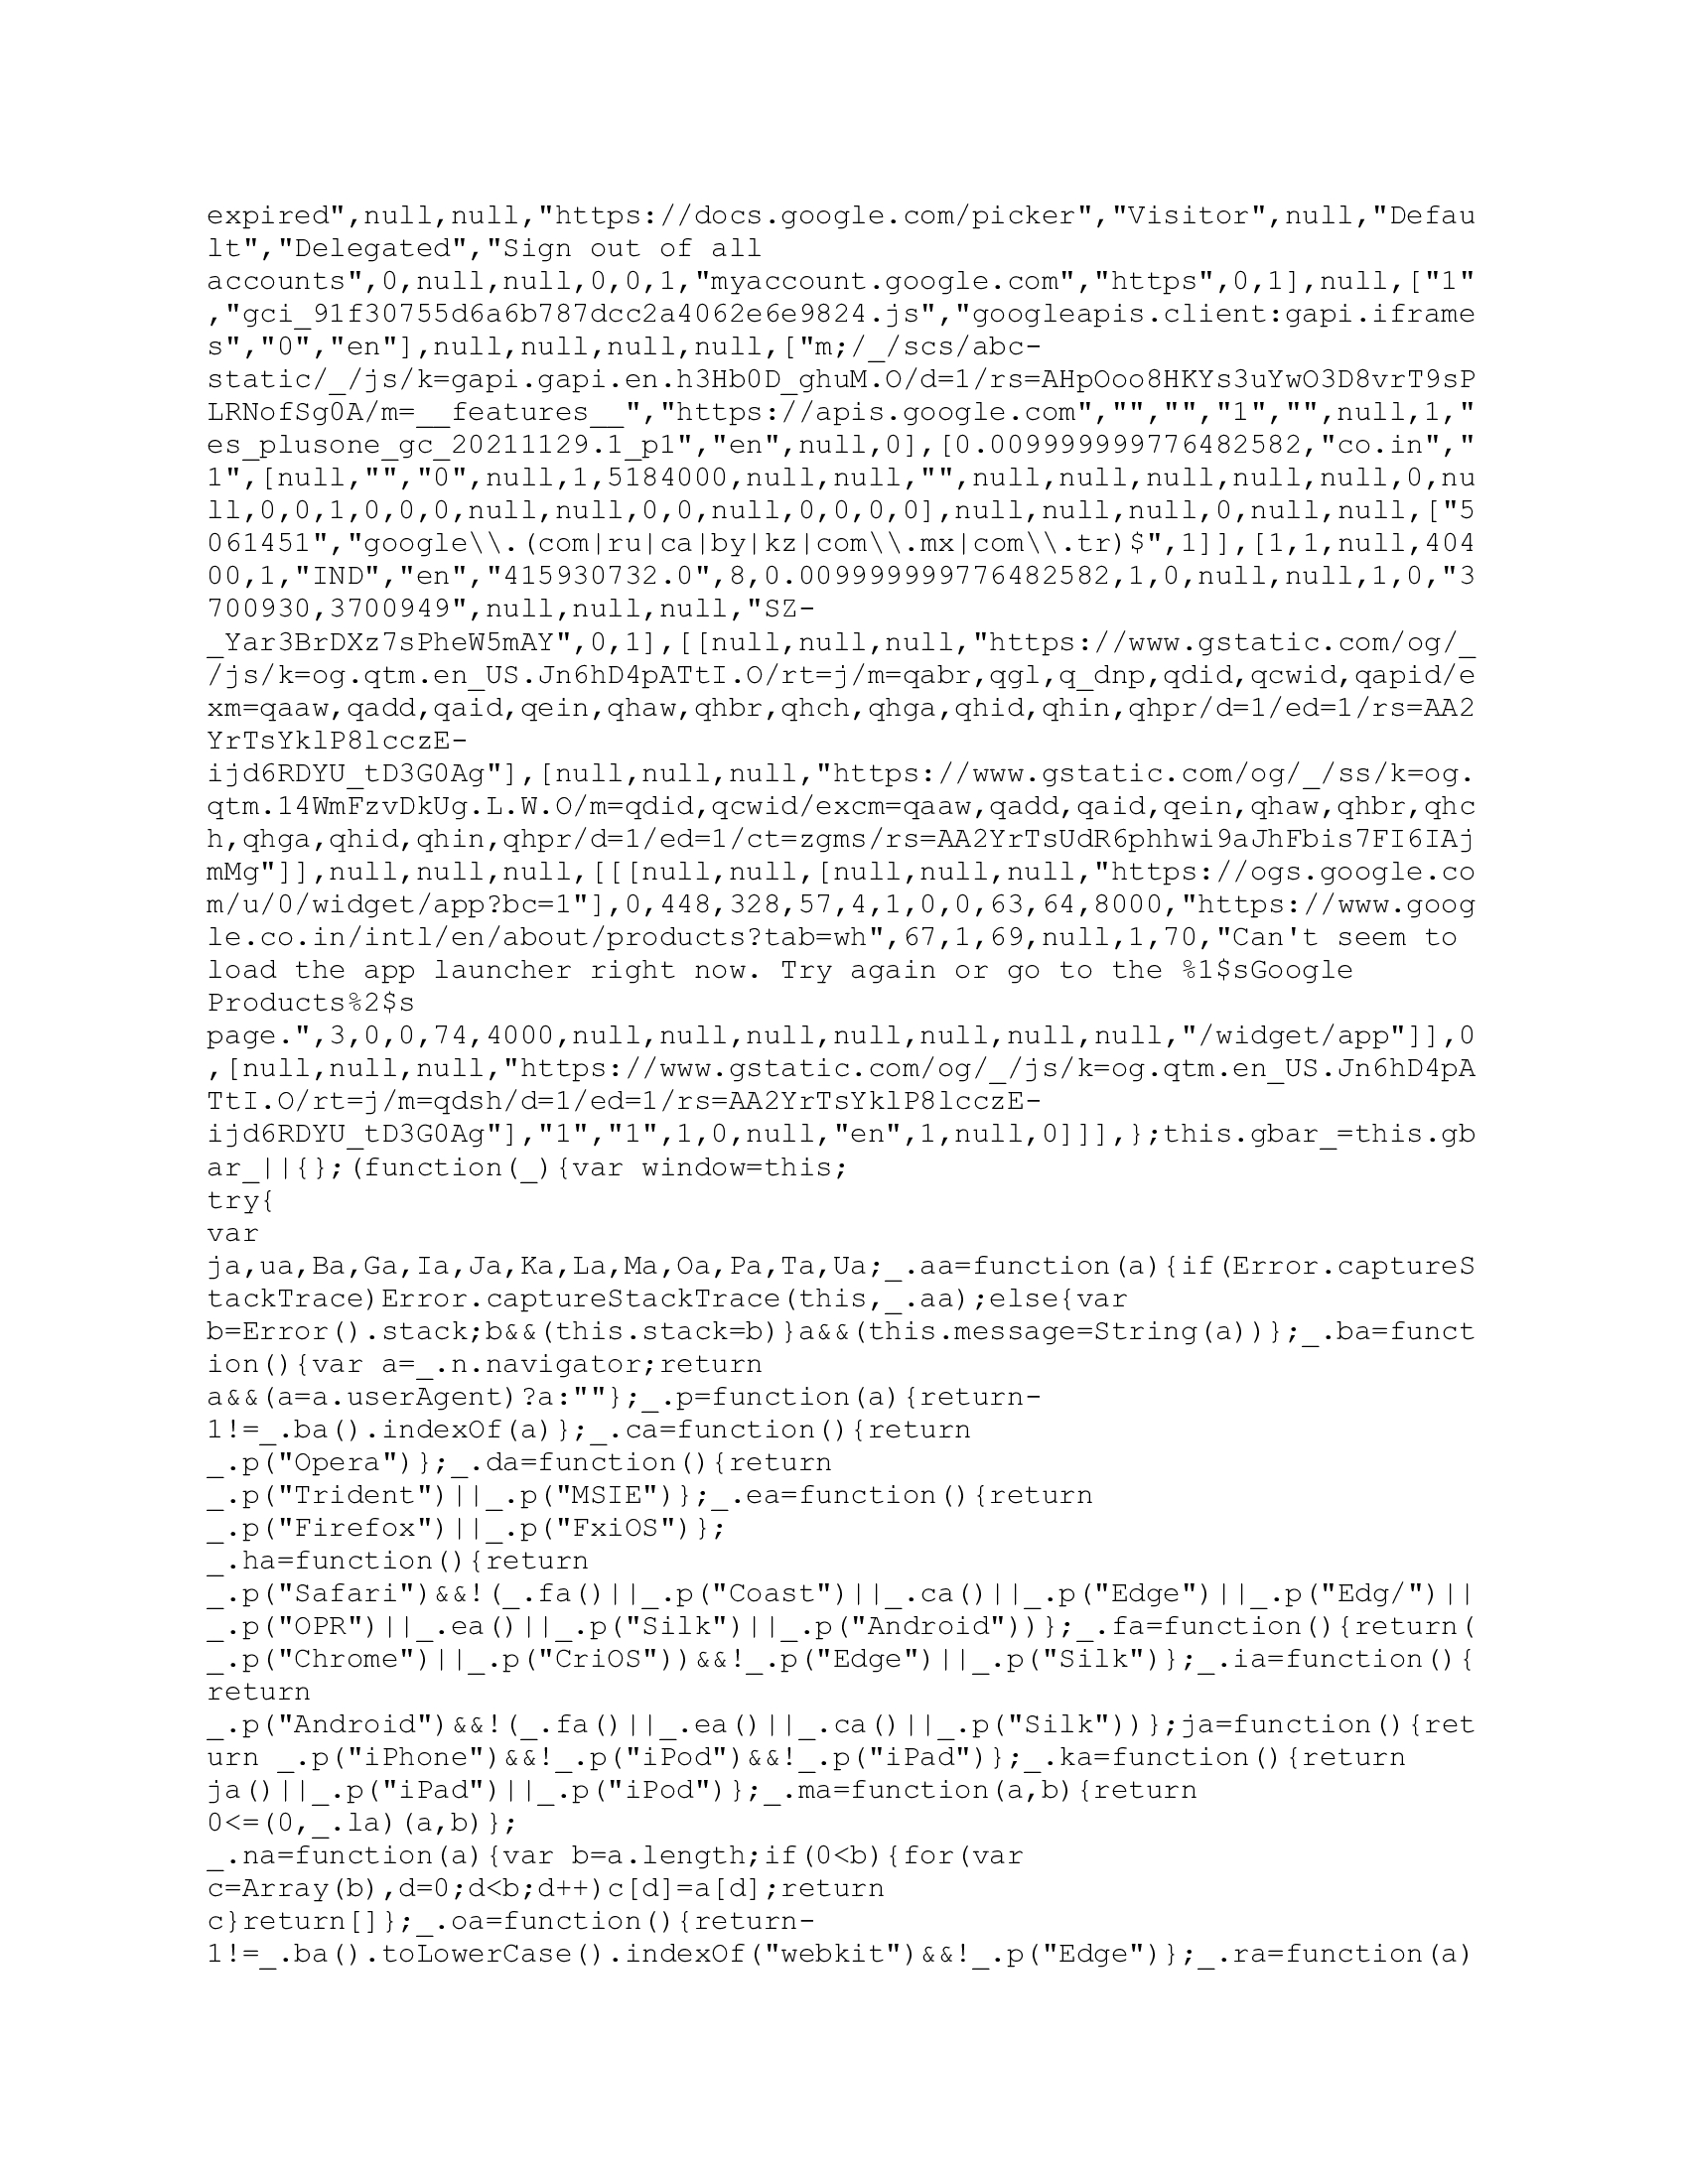 expired",null,null,"https://docs.google.com/picker","Visitor",null,"Defau
lt","Delegated","Sign out of all
accounts",0,null,null,0,0,1,"myaccount.google.com","https",0,1],null,["1"
,"gci_91f30755d6a6b787dcc2a4062e6e9824.js","googleapis.client:gapi.iframe
s","0","en"],null,null,null,null,["m;/_/scs/abc-
static/_/js/k=gapi.gapi.en.h3Hb0D_ghuM.O/d=1/rs=AHpOoo8HKYs3uYwO3D8vrT9sP
LRNofSg0A/m=__features__","https://apis.google.com","","","1","",null,1,"
es_plusone_gc_20211129.1_p1","en",null,0],[0.009999999776482582,"co.in","
1",[null,"","0",null,1,5184000,null,null,"",null,null,null,null,null,0,nu
ll,0,0,1,0,0,0,null,null,0,0,null,0,0,0,0],null,null,null,0,null,null,["5
061451","google\\.(com|ru|ca|by|kz|com\\.mx|com\\.tr)$",1]],[1,1,null,404
00,1,"IND","en","415930732.0",8,0.009999999776482582,1,0,null,null,1,0,"3
700930,3700949",null,null,null,"SZ-
_Yar3BrDXz7sPheW5mAY",0,1],[[null,null,null,"https://www.gstatic.com/og/_
/js/k=og.qtm.en_US.Jn6hD4pATtI.O/rt=j/m=qabr,qgl,q_dnp,qdid,qcwid,qapid/e
xm=qaaw,qadd,qaid,qein,qhaw,qhbr,qhch,qhga,qhid,qhin,qhpr/d=1/ed=1/rs=AA2
YrTsYklP8lcczE-
ijd6RDYU_tD3G0Ag"],[null,null,null,"https://www.gstatic.com/og/_/ss/k=og.
qtm.14WmFzvDkUg.L.W.O/m=qdid,qcwid/excm=qaaw,qadd,qaid,qein,qhaw,qhbr,qhc
h,qhga,qhid,qhin,qhpr/d=1/ed=1/ct=zgms/rs=AA2YrTsUdR6phhwi9aJhFbis7FI6IAj
mMg"]],null,null,null,[[[null,null,[null,null,null,"https://ogs.google.co
m/u/0/widget/app?bc=1"],0,448,328,57,4,1,0,0,63,64,8000,"https://www.goog
le.co.in/intl/en/about/products?tab=wh",67,1,69,null,1,70,"Can't seem to
load the app launcher right now. Try again or go to the %1$sGoogle
Products%2$s
page.",3,0,0,74,4000,null,null,null,null,null,null,null,"/widget/app"]],0
,[null,null,null,"https://www.gstatic.com/og/_/js/k=og.qtm.en_US.Jn6hD4pA
TtI.O/rt=j/m=qdsh/d=1/ed=1/rs=AA2YrTsYklP8lcczE-
ijd6RDYU_tD3G0Ag"],"1","1",1,0,null,"en",1,null,0]]],};this.gbar_=this.gb
ar_||{};(function(_){var window=this;
try{
var
ja,ua,Ba,Ga,Ia,Ja,Ka,La,Ma,Oa,Pa,Ta,Ua;_.aa=function(a){if(Error.captureS
tackTrace)Error.captureStackTrace(this,_.aa);else{var
b=Error().stack;b&&(this.stack=b)}a&&(this.message=String(a))};_.ba=funct
ion(){var a=_.n.navigator;return
a&&(a=a.userAgent)?a:""};_.p=function(a){return-
1!=_.ba().indexOf(a)};_.ca=function(){return
_.p("Opera")};_.da=function(){return
_.p("Trident")||_.p("MSIE")};_.ea=function(){return
_.p("Firefox")||_.p("FxiOS")};
_.ha=function(){return
_.p("Safari")&&!(_.fa()||_.p("Coast")||_.ca()||_.p("Edge")||_.p("Edg/")||
_.p("OPR")||_.ea()||_.p("Silk")||_.p("Android"))};_.fa=function(){return(
_.p("Chrome")||_.p("CriOS"))&&!_.p("Edge")||_.p("Silk")};_.ia=function(){
return
_.p("Android")&&!(_.fa()||_.ea()||_.ca()||_.p("Silk"))};ja=function(){ret
urn _.p("iPhone")&&!_.p("iPod")&&!_.p("iPad")};_.ka=function(){return
ja()||_.p("iPad")||_.p("iPod")};_.ma=function(a,b){return
0<=(0,_.la)(a,b)};
_.na=function(a){var b=a.length;if(0<b){for(var
c=Array(b),d=0;d<b;d++)c[d]=a[d];return
c}return[]};_.oa=function(){return-
1!=_.ba().toLowerCase().indexOf("webkit")&&!_.p("Edge")};_.ra=function(a)